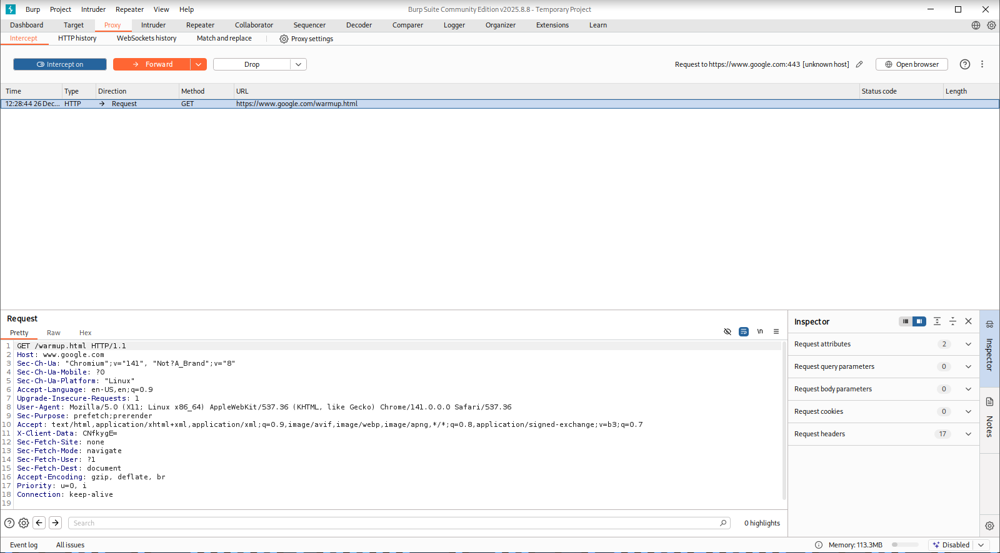 Burp Project Intruder Repeater View Help Burp Suite Community Edition v2025.8.8 - Temporary Project
Dashboard Target Proxy Intruder Repeater Collaborator Sequencer Decoder Comparer Logger Organizer Extensions Learn
Intercept HTTP history WebSockets history Match and replace Proxy settings
Intercept on Forward Drop Request to https://www.google.com:443 [unknown host] Open browser
Time Type Direction Method URL Status code Length
12:28:44 26 Dec... HTTP Request GET https://www.google.com/warmup.html
Request
Pretty Raw Hex \n
1 GET /warmup.html HTTP/1.1
2 Host: www.google.com
3 Sec-Ch-Ua: "Chromium";v="141", "Not?A_Brand";v="8"
4 Sec-Ch-Ua-Mobile: ?0
5 Sec-Ch-Ua-Platform: "Linux"
6 Accept-Language: en-US,en;q=0.9
7 Upgrade-Insecure-Requests: 1
8 User-Agent: Mozilla/5.0 (X11; Linux x86_64) AppleWebKit/537.36 (KHTML, like Gecko) Chrome/141.0.0.0 Safari/537.36
9 Sec-Purpose: prefetch;prerender
10 Accept: text/html,application/xhtml+xml,application/xml;q=0.9,image/avif,image/webp,image/apng,*/*;q=0.8,application/signed-exchange;v=b3;q=0.7
11 X-Client-Data: CNfkygE=
12 Sec-Fetch-Site: none
13 Sec-Fetch-Mode: navigate
14 Sec-Fetch-User: ?1
15 Sec-Fetch-Dest: document
16 Accept-Encoding: gzip, deflate, br
17 Priority: u=0, i
18 Connection: keep-alive
19
Search 0 highlights
Inspector
Request attributes 2
Request query parameters 0
Request body parameters 0
Request cookies 0
Request headers 17
Inspector
Notes
Event log All issues Memory: 113.3MB Disabled